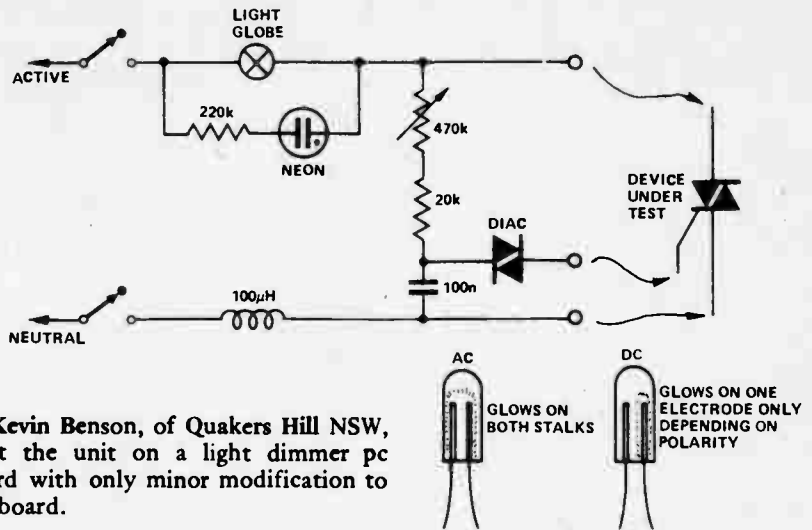 LIGHT
GLOBE
ACTIVE
220k
NEON
470k
20k
DIAC
DEVICE
UNDER
TEST
100n
100µH
NEUTRAL
AC
GLOWS ON
BOTH STALKS
DC
GLOWS ON ONE
ELECTRODE ONLY
DEPENDING ON
POLARITY
Kevin Benson, of Quakers Hill NSW,
t the unit on a light dimmer pc
rd with only minor modification to
board.